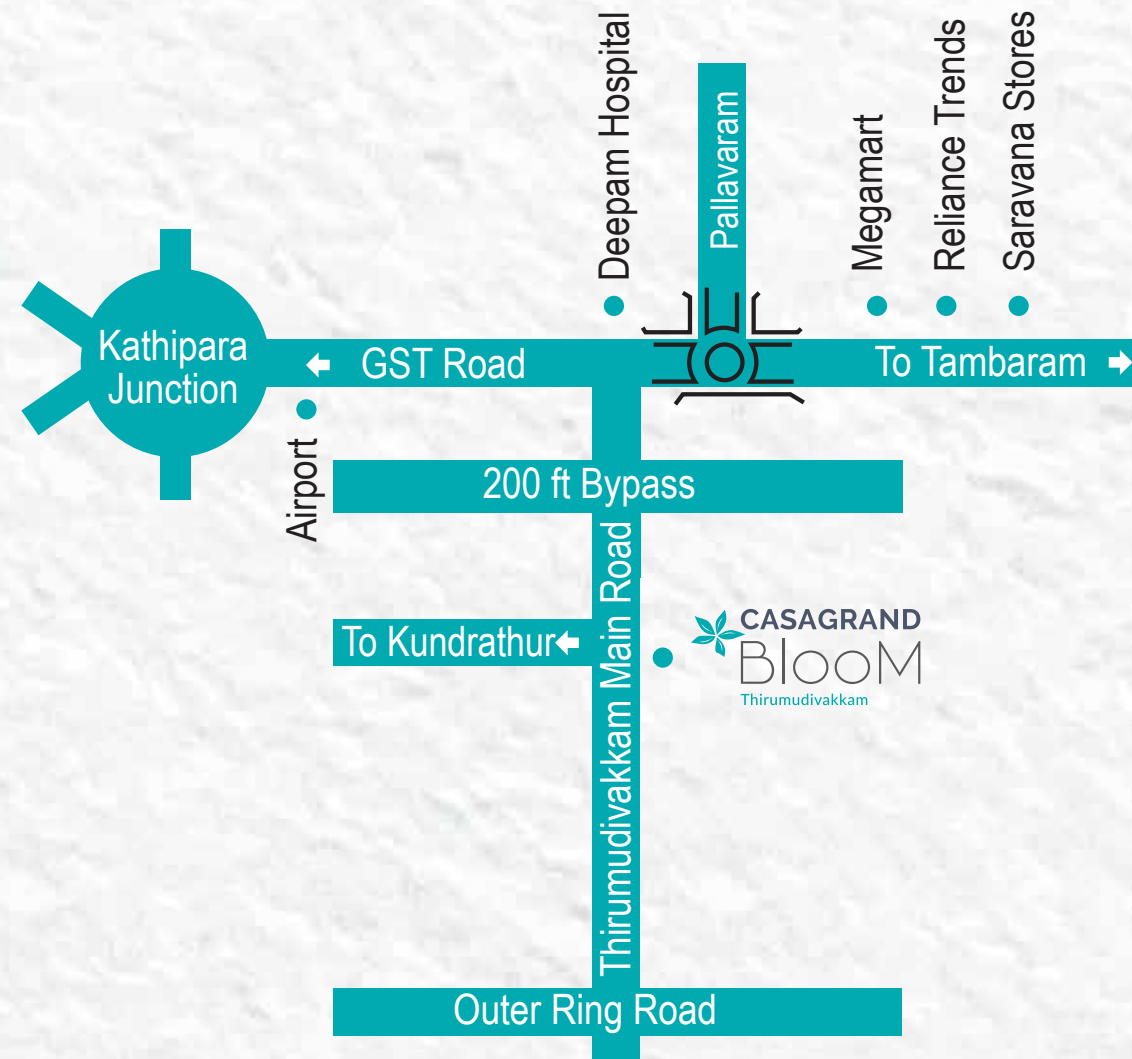 Deepam Hospital
Pallavaram
Megamart
Reliance Trends
Saravana Stores
Kathipara
Junction
GST Road
To Tambaram
Airport
200 ft Bypass
Thirumudivakkam Main Road
To Kundrathur
CASAGRAND
BlooM
Thirumudivakkam
Outer Ring Road